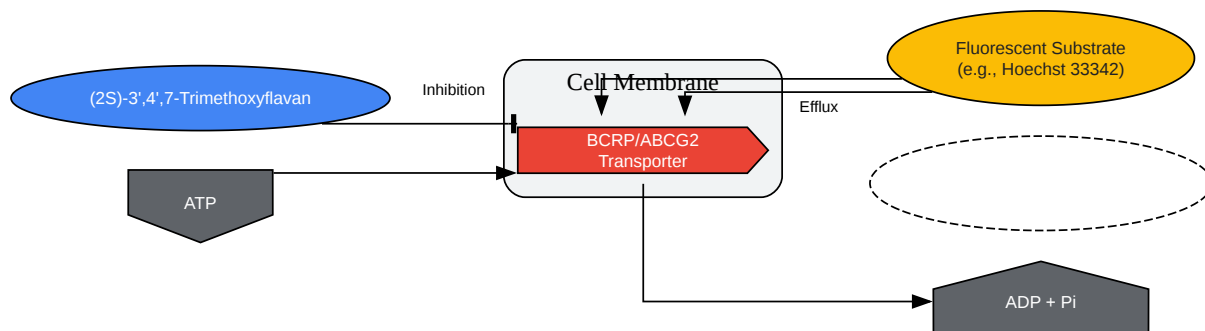 Fluorescent Substrate
(e.g., Hoechst 33342)
Cell Membrane
Inhibition
(2S)-3',4',7-Trimethoxyflavan
Efflux
BCRP/ABCG2
Transporter
ATP
ADP + Pi